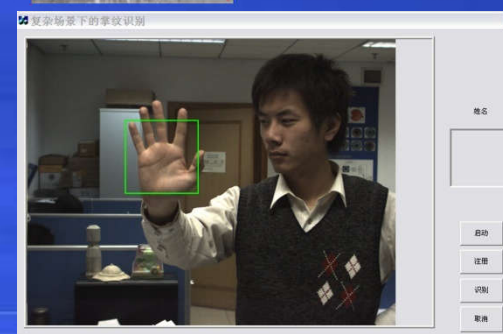 复杂场景下的掌纹识别
姓名
启动
注册
识别
取消